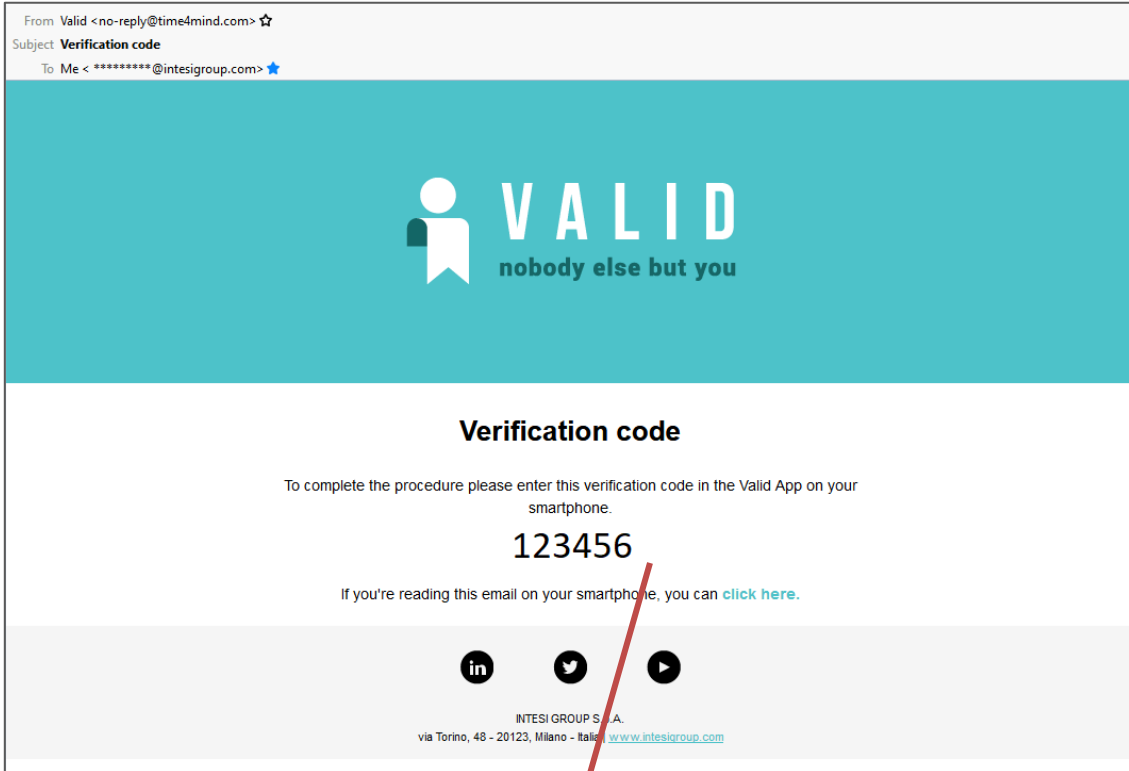 From Valid <no-reply@time4mind.com>
Subject Verification code
To Me < *********@intesigroup.com>
VALID
nobody else but you
Verification code
To complete the procedure please enter this verification code in the Valid App on your
smartphone.
123456
If you're reading this email on your smartphone, you can click here.
in
INTESI GROUP S.p.A.
via Torino, 48 - 20123, Milano - Italia | www.intesigroup.com